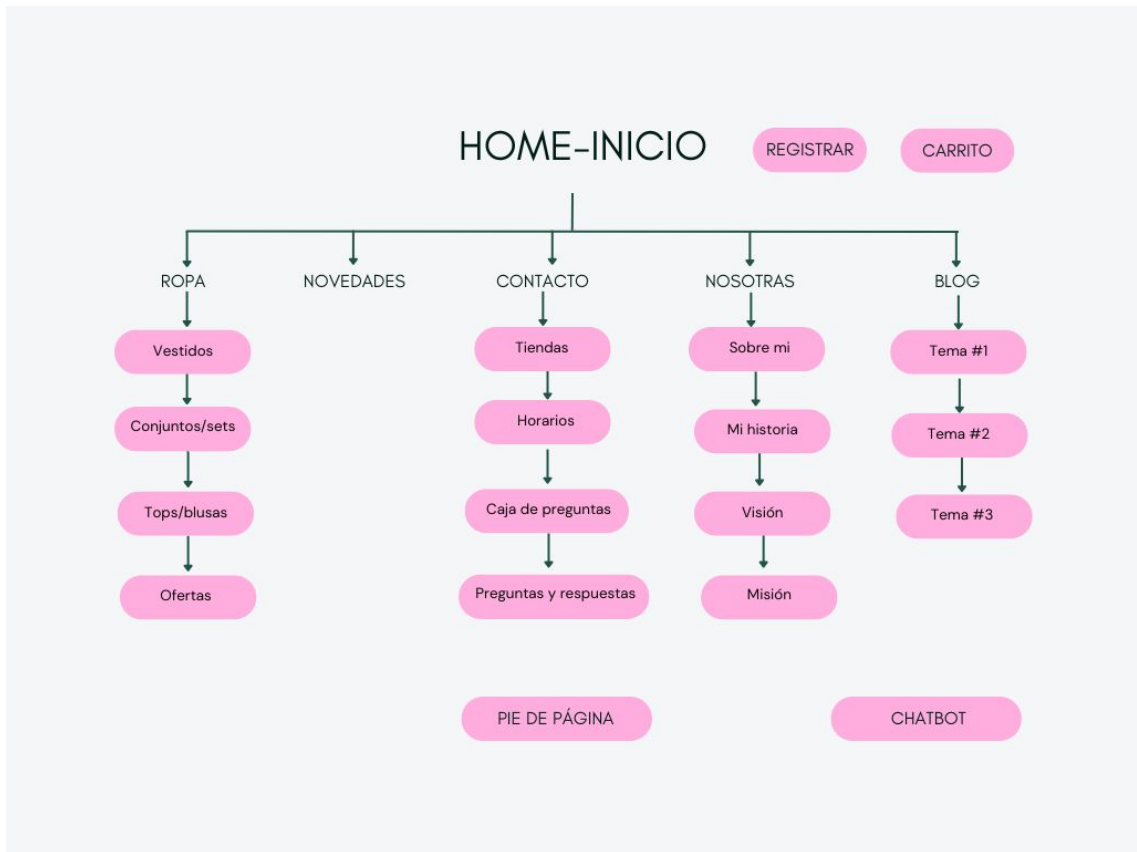 HOME-INICIO
REGISTRAR
CARRITO
ROPA
NOVEDADES
CONTACTO
NOSOTRAS
BLOG
Vestidos
Conjuntos/sets
Tops/blusas
Ofertas
Tiendas
Horarios
Caja de preguntas
Preguntas y respuestas
Sobre mi
Mi historia
Visión
Misión
Tema #1
Tema #2
Tema #3
PIE DE PÁGINA
CHATBOT